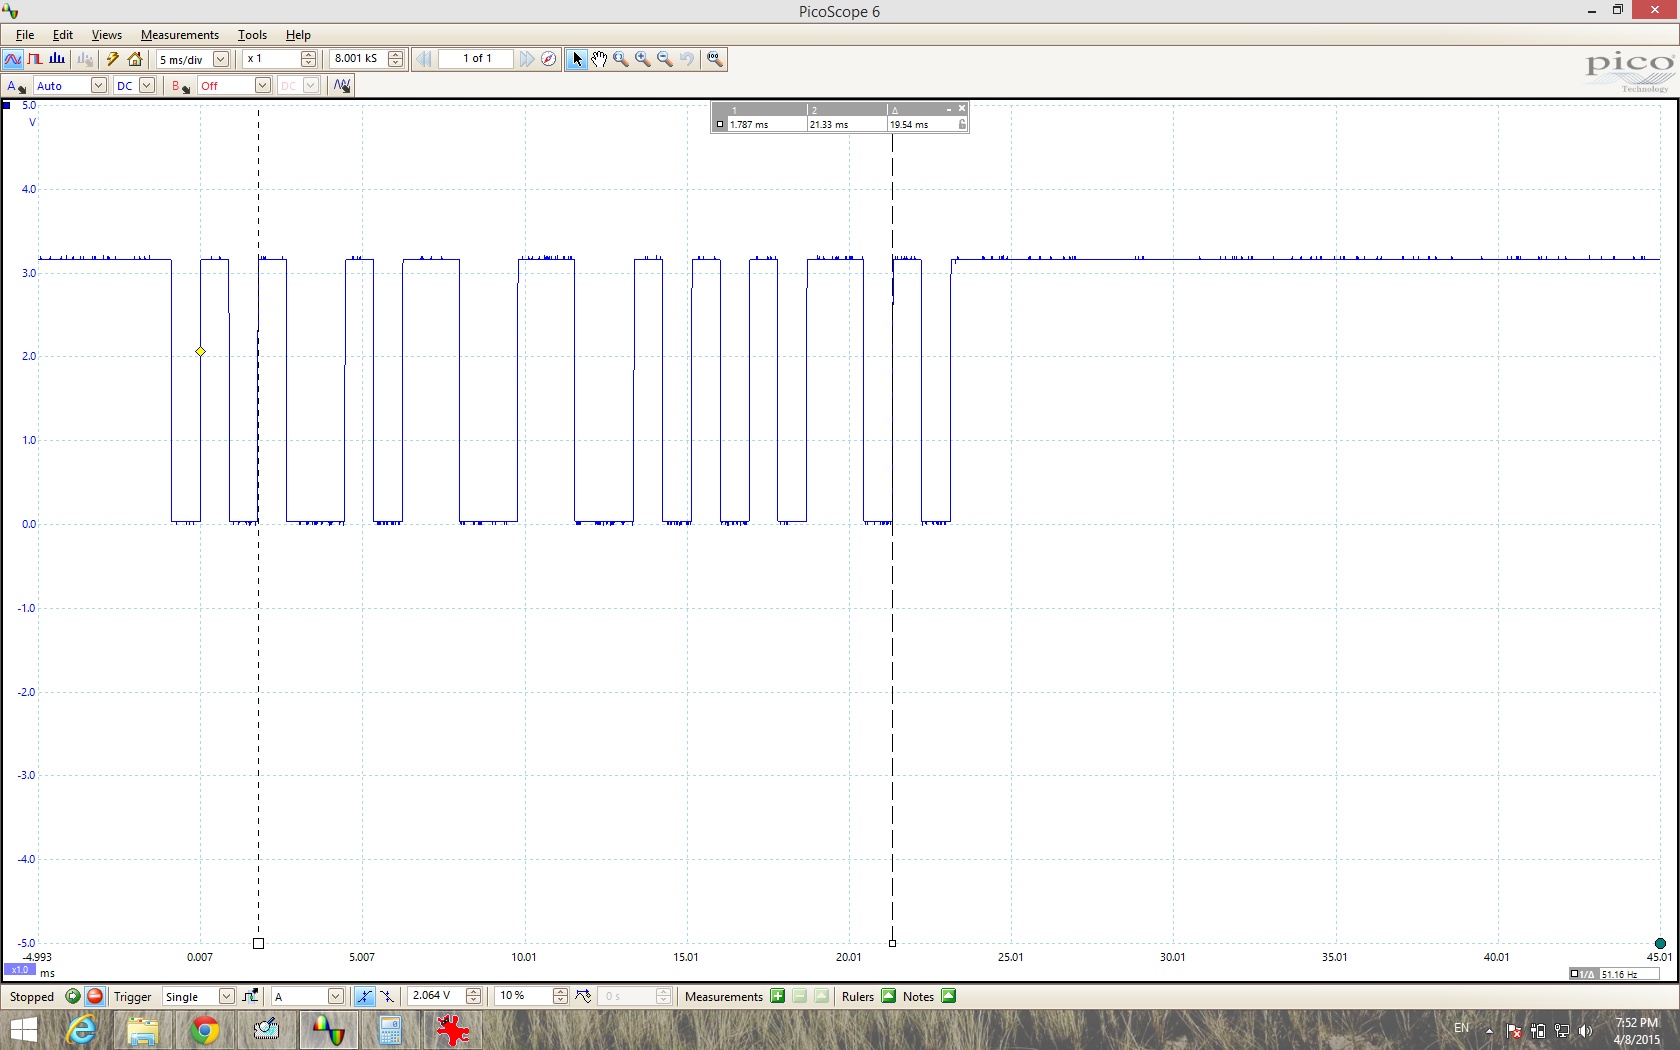 PicoScope 6
File Edit Views Measurements Tools Help
5 ms/div x 1 8.001 kS 1 of 1
pico
Technology
A Auto DC B Off DC
1 2 Δ
1.787 ms 21.33 ms 19.54 ms
5.0
V
4.0
3.0
2.0
1.0
0.0
-1.0
-2.0
-3.0
-4.0
-5.0
-4.993 0.007 5.007 10.01 15.01 20.01 25.01 30.01 35.01 40.01 45.01
x1.0 ms
1/Δ 51.16 Hz
Stopped Trigger Single A 2.064 V 10 % 0 s Measurements Rulers Notes
EN
7:52 PM
4/8/2015